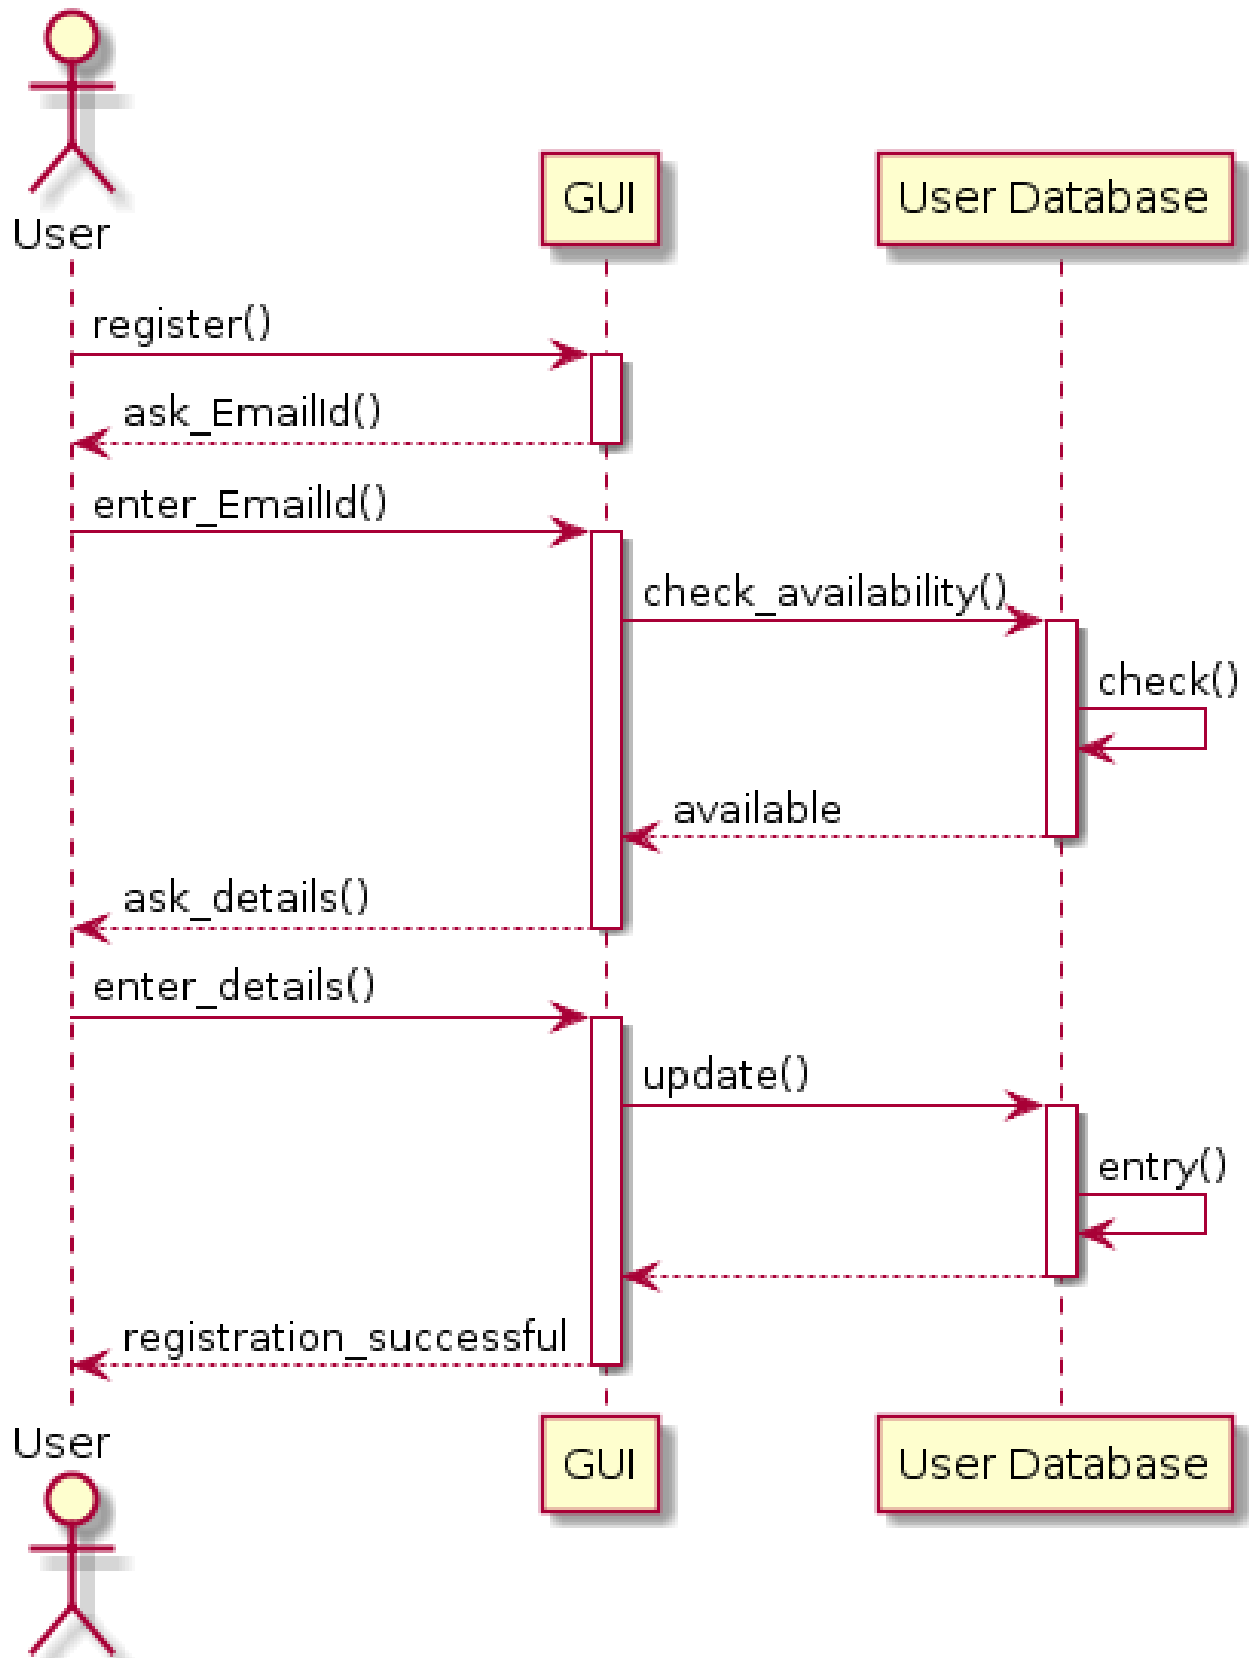 User
GUI
User Database
register()
ask_EmailId()
enter_EmailId()
check_availability()
check()
available
ask_details()
enter_details()
update()
entry()
registration_successful
User
GUI
User Database